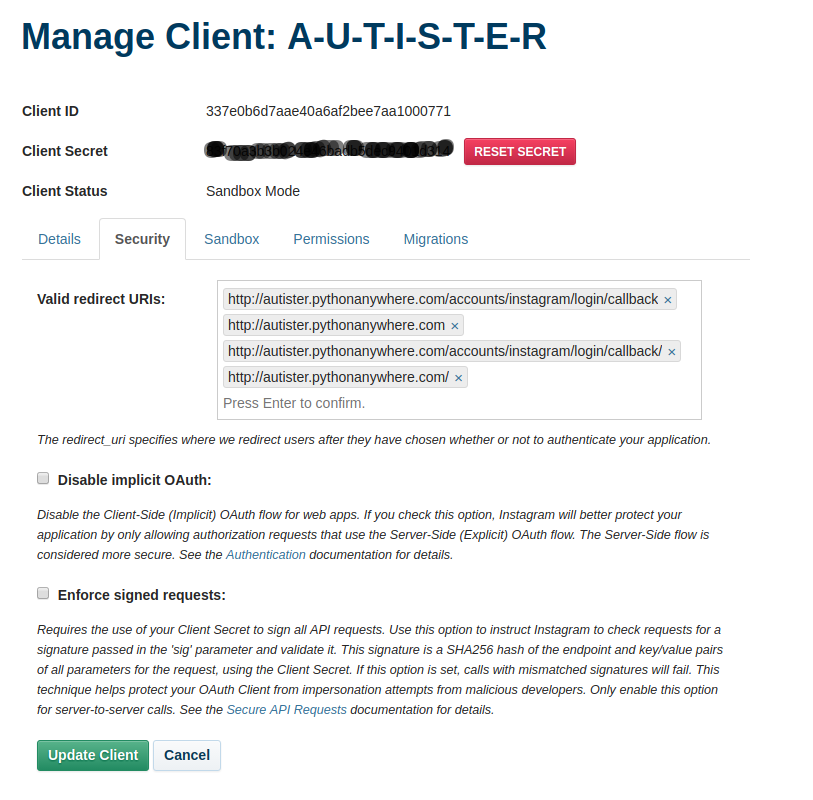 Manage Client: A-U-T-I-S-T-E-R
Client ID 337e0b6d7aae40a6af2bee7aa1000771
Client Secret RESET SECRET
Client Status Sandbox Mode
Details Security Sandbox Permissions Migrations
Valid redirect URIs: http://autister.pythonanywhere.com/accounts/instagram/login/callback ×
http://autister.pythonanywhere.com ×
http://autister.pythonanywhere.com/accounts/instagram/login/callback/ ×
http://autister.pythonanywhere.com/ ×
Press Enter to confirm.
The redirect_uri specifies where we redirect users after they have chosen whether or not to authenticate your application.
Disable implicit OAuth:
Disable the Client-Side (Implicit) OAuth flow for web apps. If you check this option, Instagram will better protect your
application by only allowing authorization requests that use the Server-Side (Explicit) OAuth flow. The Server-Side flow is
considered more secure. See the Authentication documentation for details.
Enforce signed requests:
Requires the use of your Client Secret to sign all API requests. Use this option to instruct Instagram to check requests for a
signature passed in the 'sig' parameter and validate it. This signature is a SHA256 hash of the endpoint and key/value pairs
of all parameters for the request, using the Client Secret. If this option is set, calls with mismatched signatures will fail. This
technique helps protect your OAuth Client from impersonation attempts from malicious developers. Only enable this option
for server-to-server calls. See the Secure API Requests documentation for details.
Update Client Cancel